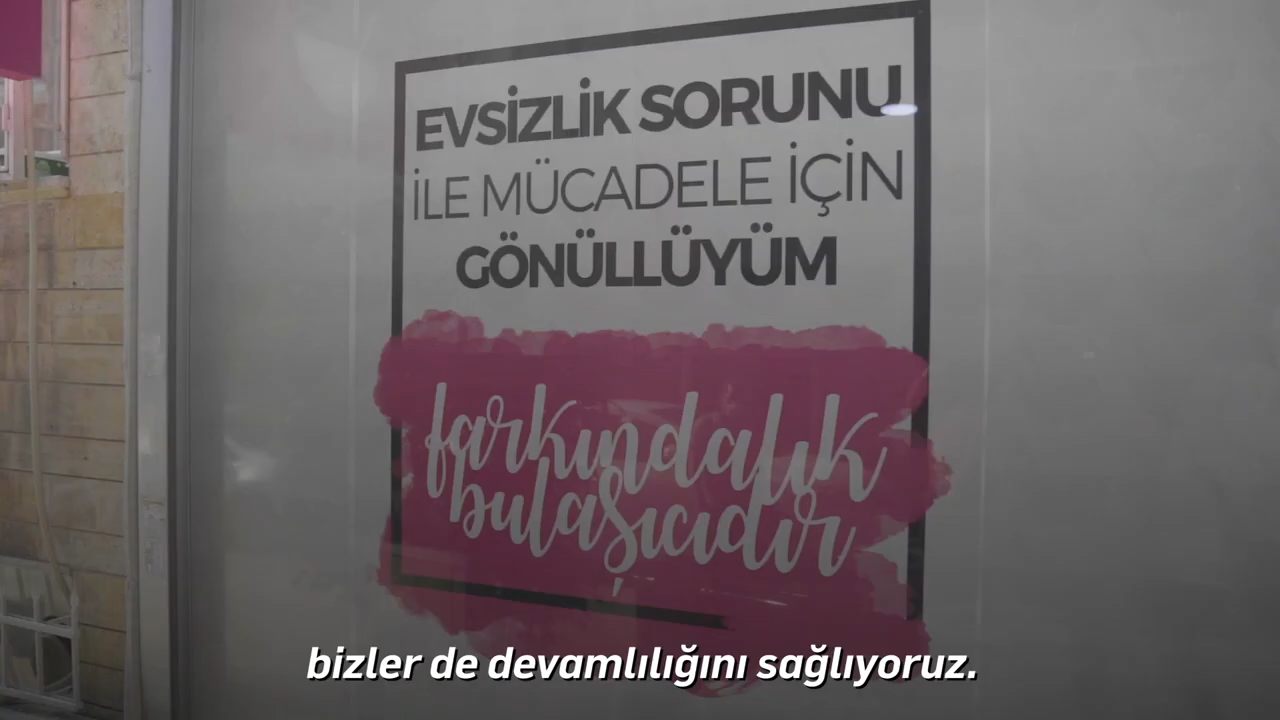 EVSİZLİK SORUNU
İLE MÜCADELE İÇİN
GÖNÜLLÜYÜM
farkındalık
bulaşıcıdır
bizler de devamlılığını sağlıyoruz.